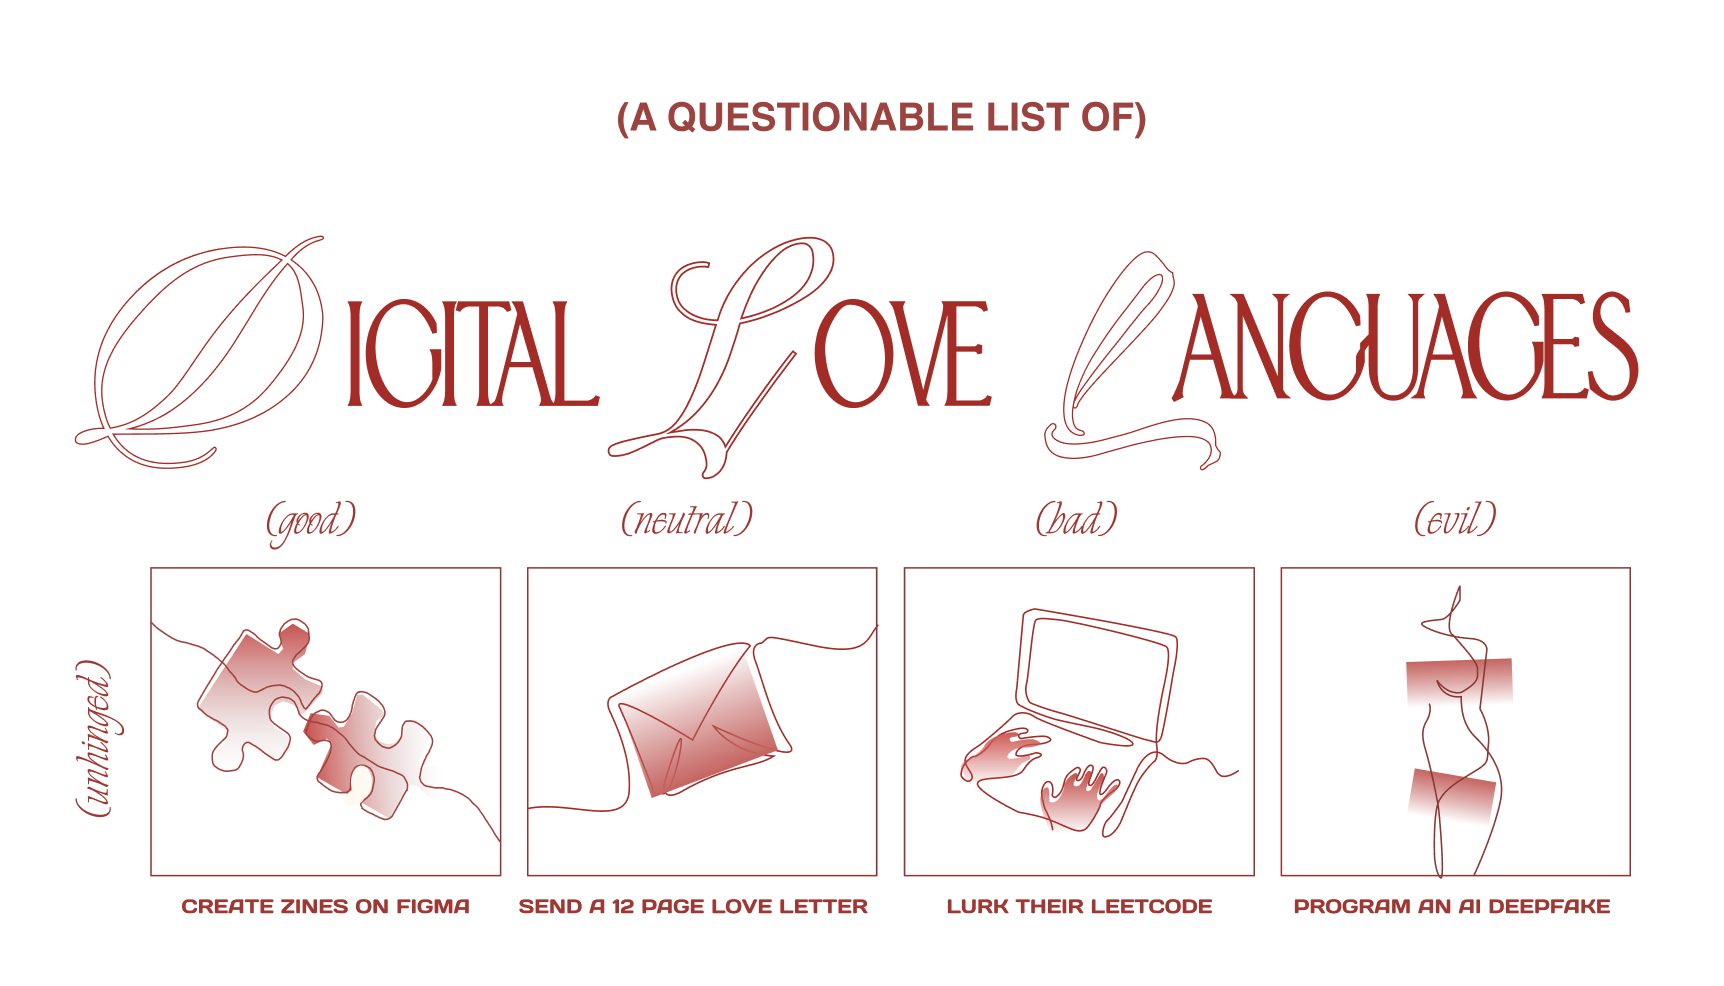 (A QUESTIONABLE LIST OF)
DIGITAL LOVE LANGUAGES
(good) (neutral) (bad) (evil)
(unhinged)
CREATE ZINES ON FIGMA SEND A 12 PAGE LOVE LETTER LURK THEIR LEETCODE PROGRAM AN AI DEEPFAKE